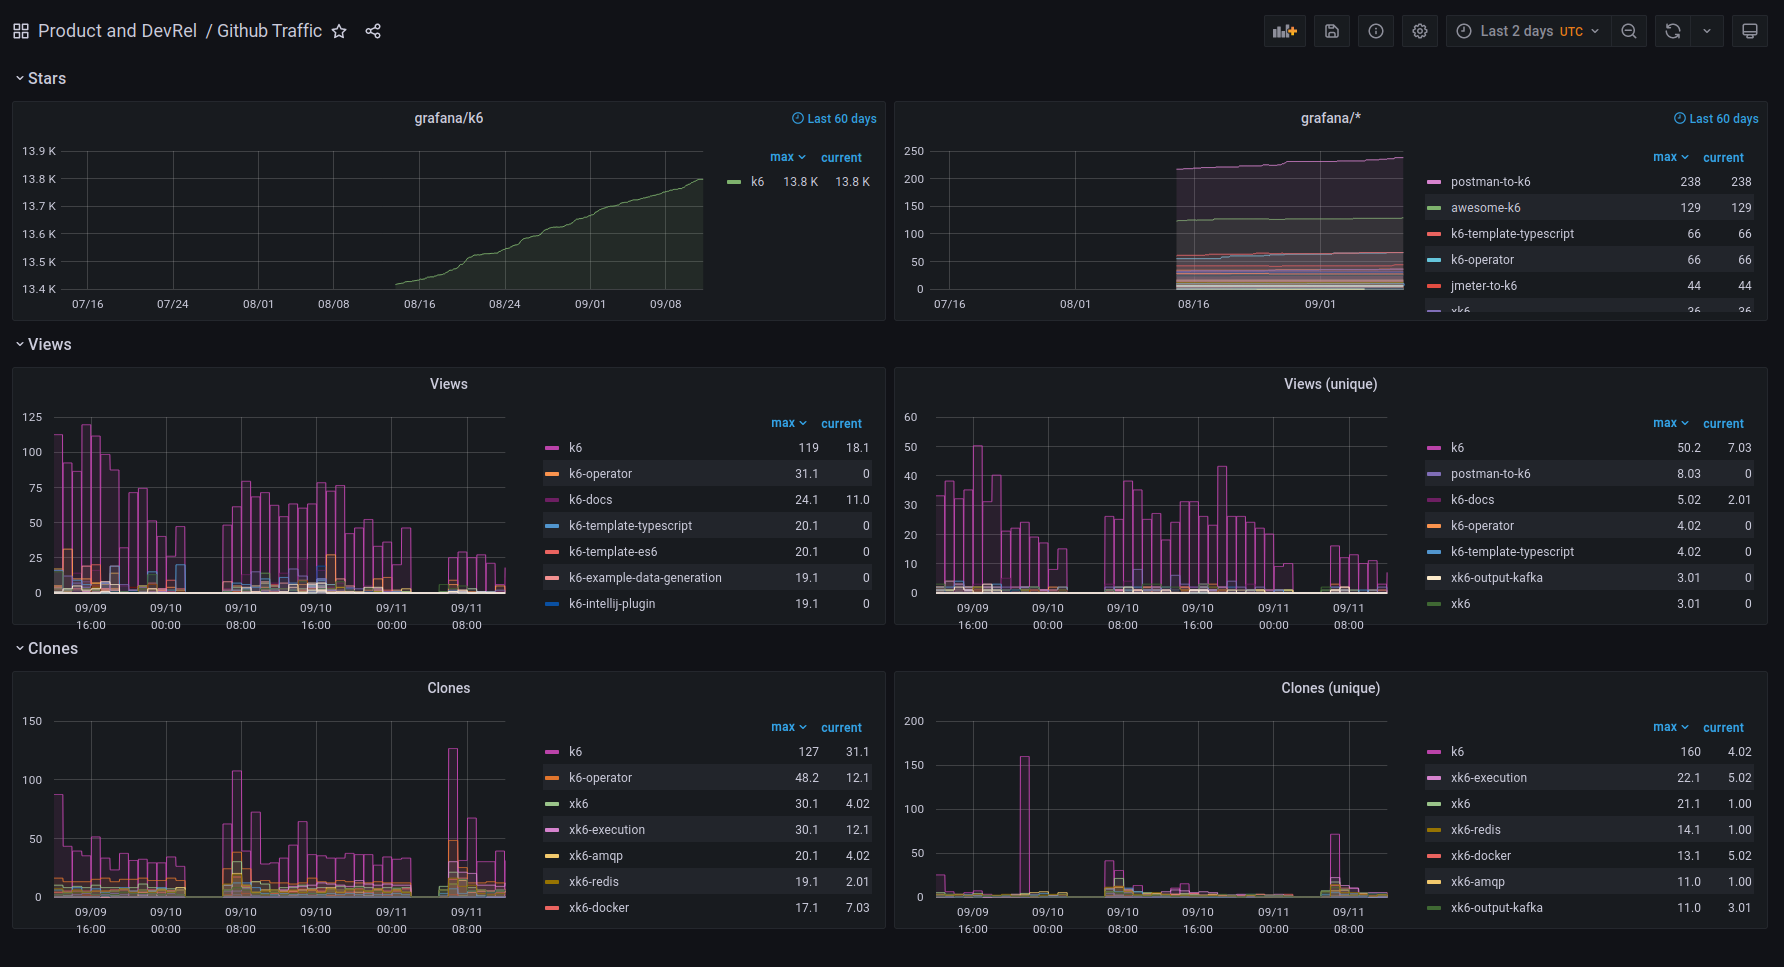 Product and DevRel / Github Traffic
Last 2 days UTC
Stars
grafana/k6
Last 60 days
13.9 K
13.8 K
13.7 K
13.6 K
13.5 K
13.4 K
07/16 07/24 08/01 08/08 08/16 08/24 09/01 09/08
max current
k6 13.8 K 13.8 K
grafana/*
Last 60 days
250
200
150
100
50
0
07/16 08/01 08/16 09/01
max current
postman-to-k6 238 238
awesome-k6 129 129
k6-template-typescript 66 66
k6-operator 66 66
jmeter-to-k6 44 44
xk6 36 36
Views
Views
125
100
75
50
25
0
09/09 09/10 09/10 09/10 09/11 09/11
16:00 00:00 08:00 16:00 00:00 08:00
max current
k6 119 18.1
k6-operator 31.1 0
k6-docs 24.1 11.0
k6-template-typescript 20.1 0
k6-template-es6 20.1 0
k6-example-data-generation 19.1 0
k6-intellij-plugin 19.1 0
Views (unique)
60
50
40
30
20
10
0
09/09 09/10 09/10 09/10 09/11 09/11
16:00 00:00 08:00 16:00 00:00 08:00
max current
k6 50.2 7.03
postman-to-k6 8.03 0
k6-docs 5.02 2.01
k6-operator 4.02 0
k6-template-typescript 4.02 0
xk6-output-kafka 3.01 0
xk6 3.01 0
Clones
Clones
150
100
50
0
09/09 09/10 09/10 09/10 09/11 09/11
16:00 00:00 08:00 16:00 00:00 08:00
max current
k6 127 31.1
k6-operator 48.2 12.1
xk6 30.1 4.02
xk6-execution 30.1 12.1
xk6-amqp 20.1 4.02
xk6-redis 19.1 2.01
xk6-docker 17.1 7.03
Clones (unique)
200
150
100
50
0
09/09 09/10 09/10 09/10 09/11 09/11
16:00 00:00 08:00 16:00 00:00 08:00
max current
k6 160 4.02
xk6-execution 22.1 5.02
xk6 21.1 1.00
xk6-redis 14.1 1.00
xk6-docker 13.1 5.02
xk6-amqp 11.0 1.00
xk6-output-kafka 11.0 3.01